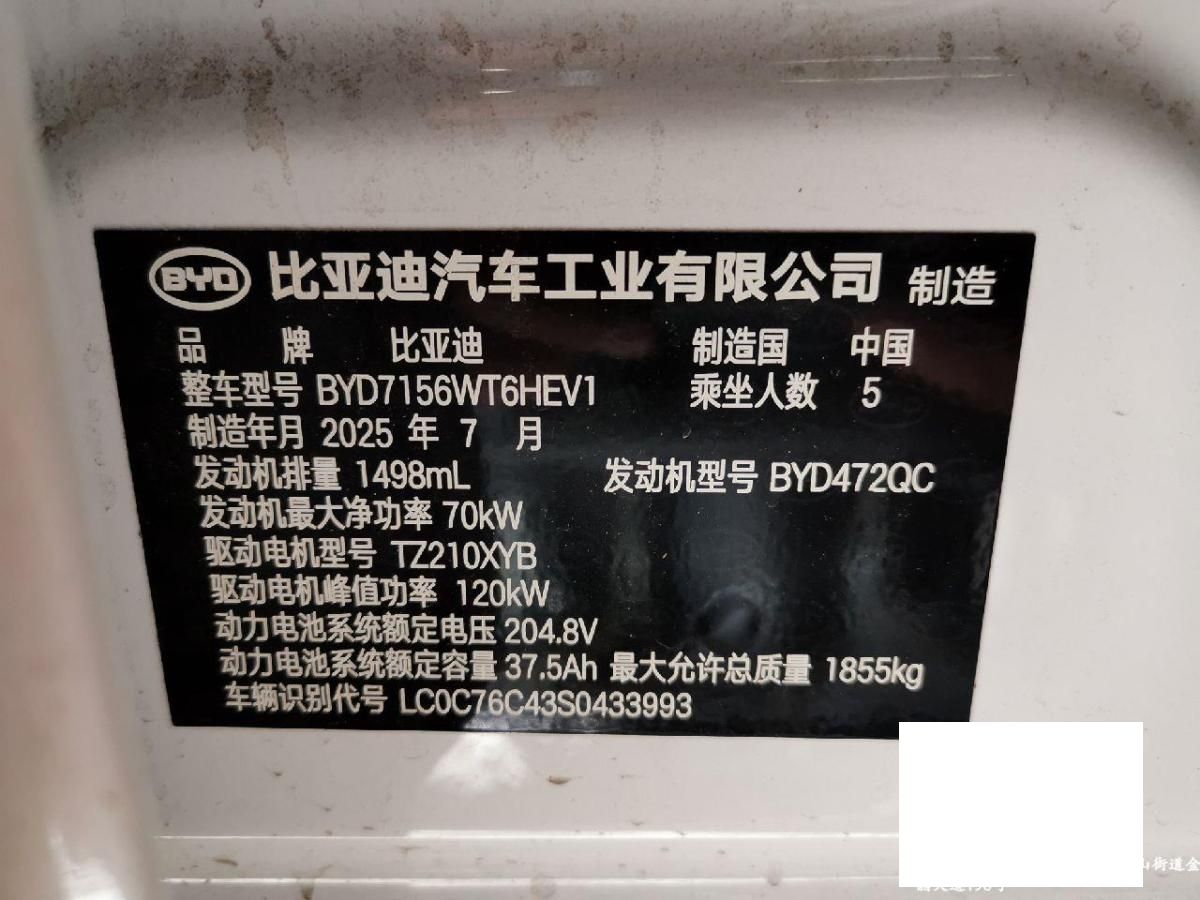 BYD 比亚迪汽车工业有限公司 制造
品 牌 比亚迪 制造国 中国
整车型号 BYD7156WT6HEV1 乘坐人数 5
制造年月 2025 年 7 月
发动机排量 1498mL 发动机型号 BYD472QC
发动机最大净功率 70kW
驱动电机型号 TZ210XYB
驱动电机峰值功率 120kW
动力电池系统额定电压 204.8V
动力电池系统额定容量 37.5Ah 最大允许总质量 1855kg
车辆识别代号 LC0C76C43S0433993
山街道金